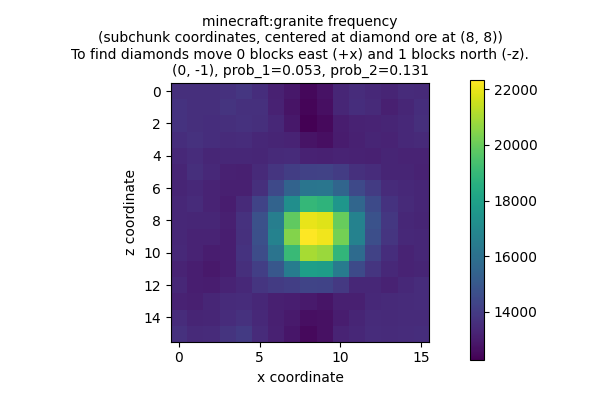 minecraft:granite frequency
(subchunk coordinates, centered at diamond ore at (8, 8))
To find diamonds move 0 blocks east (+x) and 1 blocks north (-z).
(0, -1), prob_1=0.053, prob_2=0.131
0
2
4
6
8
10
12
14
z coordinate
0 5 10 15
x coordinate
22000
20000
18000
16000
14000